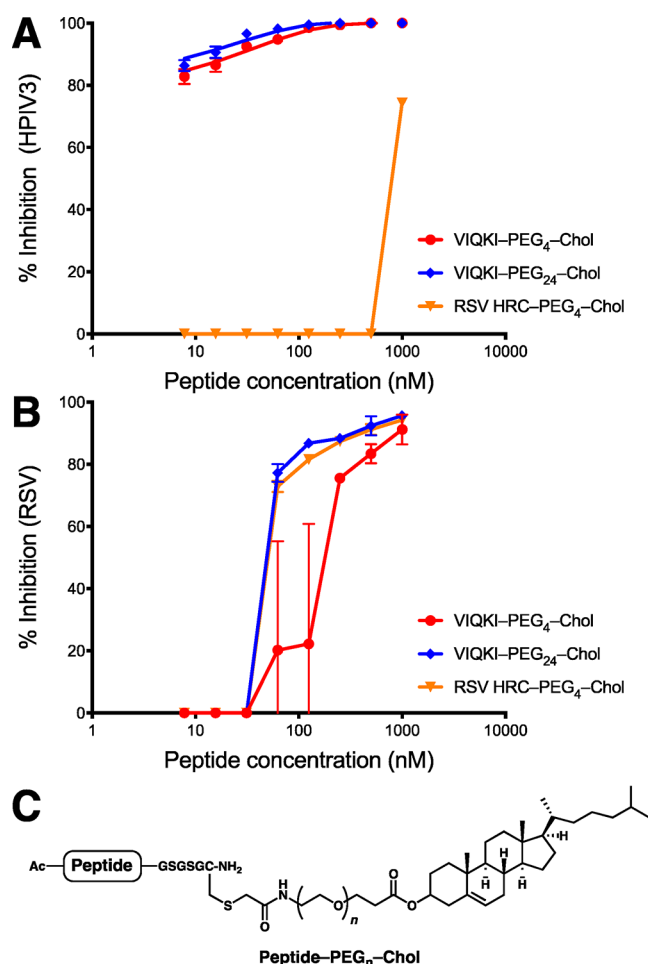 A
% Inhibition (HPIV3)
100
80
60
40
20
0
VIQKI–PEG4–Chol
VIQKI–PEG24–Chol
RSV HRC–PEG4–Chol
1
10
100
1000
10000
Peptide concentration (nM)
B
% Inhibition (RSV)
100
80
60
40
20
0
VIQKI–PEG4–Chol
VIQKI–PEG24–Chol
RSV HRC–PEG4–Chol
1
10
100
1000
10000
Peptide concentration (nM)
C
Ac Peptide GSGSGC-NH2
S
O
H
N
O
n
O
O
H
H
H
Peptide–PEGn–Chol